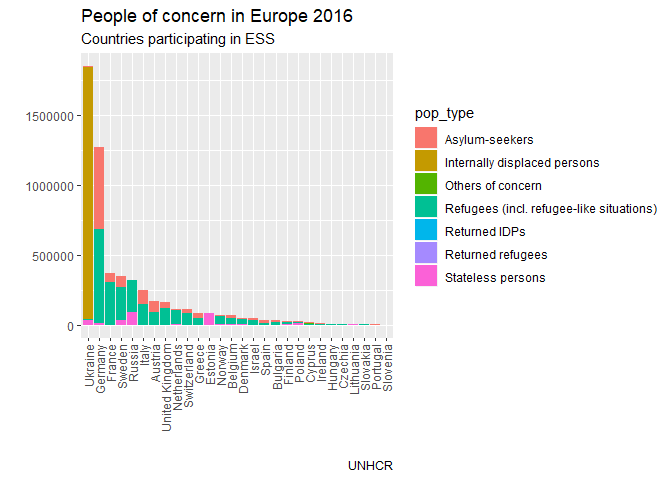 People of concern in Europe 2016
Countries participating in ESS
1500000
1000000
500000
0
Ukraine
Germany
France
Sweden
Russia
Italy
Austria
United Kingdom
Netherlands
Switzerland
Greece
Estonia
Norway
Belgium
Denmark
Israel
Spain
Bulgaria
Finland
Poland
Cyprus
Ireland
Hungary
Czechia
Lithuania
Slovakia
Portugal
Slovenia
pop_type
Asylum-seekers
Internally displaced persons
Others of concern
Refugees (incl. refugee-like situations)
Returned IDPs
Returned refugees
Stateless persons
UNHCR